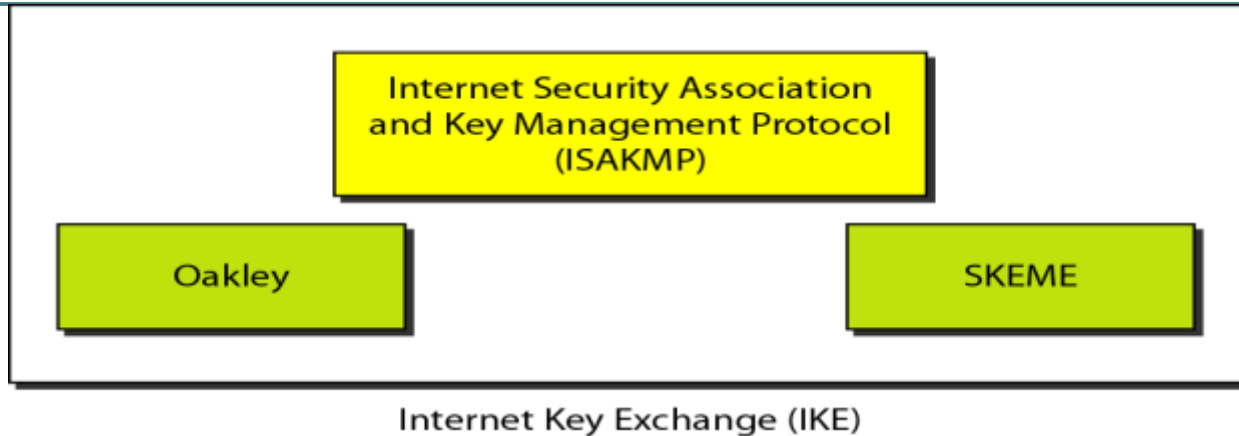 Internet Security Association
and Key Management Protocol
(ISAKMP)
Oakley
SKEME
Internet Key Exchange (IKE)